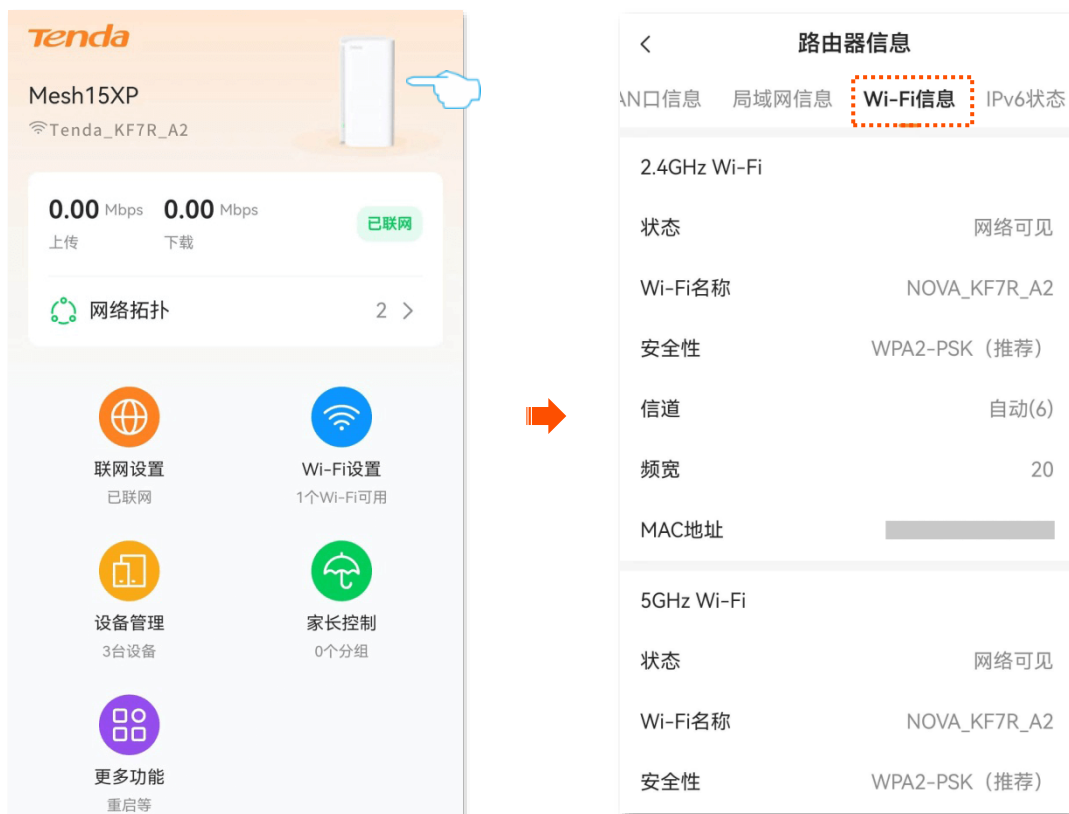 Tenda
Mesh15XP
Tenda_KF7R_A2
0.00 Mbps 0.00 Mbps
上传 下载
已联网
网络拓扑 2
联网设置
已联网
Wi-Fi设置
1个Wi-Fi可用
设备管理
3台设备
家长控制
0个分组
更多功能
重启等
路由器信息
AN口信息 局域网信息 Wi-Fi信息 IPv6状态
2.4GHz Wi-Fi
状态 网络可见
Wi-Fi名称 NOVA_KF7R_A2
安全性 WPA2-PSK（推荐）
信道 自动(6)
频宽 20
MAC地址
5GHz Wi-Fi
状态 网络可见
Wi-Fi名称 NOVA_KF7R_A2
安全性 WPA2-PSK（推荐）